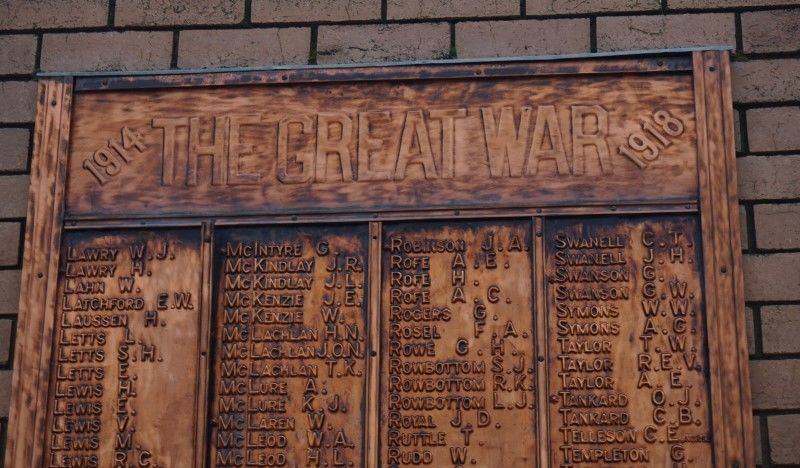 1914 THE GREAT WAR 1918
LAWRY W.J.
LAWRY H.
LAHN W.
LATCHFORD E.W.
LAUSSEN H.
LETTS L.
LETTS S.H.
LETTS E.
LEWIS H.
LEWIS E.
LEWIS V.
LEWIS M.
LEWIS R.C.
MCINTYRE G.
MCKINDLAY J.R.
MCKINDLAY J.L.
MCKENZIE J.E.
MCKENZIE W.
MCLACHLAN H.N.
MCLACHLAN J.O.N.
MCLACHLAN T.K.
MCLURE A.
MCLURE K.J.
MCLAREN W.
MCLEOD W.A.
MCLEOD H.L.
ROBINSON J.A.
ROFE A.E.
ROFE H.
ROFE A.C.
ROGERS G.
ROSEL F.A.
ROWE G.H.
ROWBOTTOM S.J.
ROWBOTTOM R.K.
ROWBOTTOM L.J.
ROYAL J.D.
RUTTLE T.
RUDD W.
SWANELL C.T.
SWANELL J.H.
SWANSON G.
SWANSON G.W.
SYMONS W.W.
SYMONS A.G.
TAYLOR T.W.
TAYLOR R.E.V.
TAYLOR A.E.
TANKARD O.J.
TANKARD C.B.
TELLESON C.E.
TEMPLETON G.